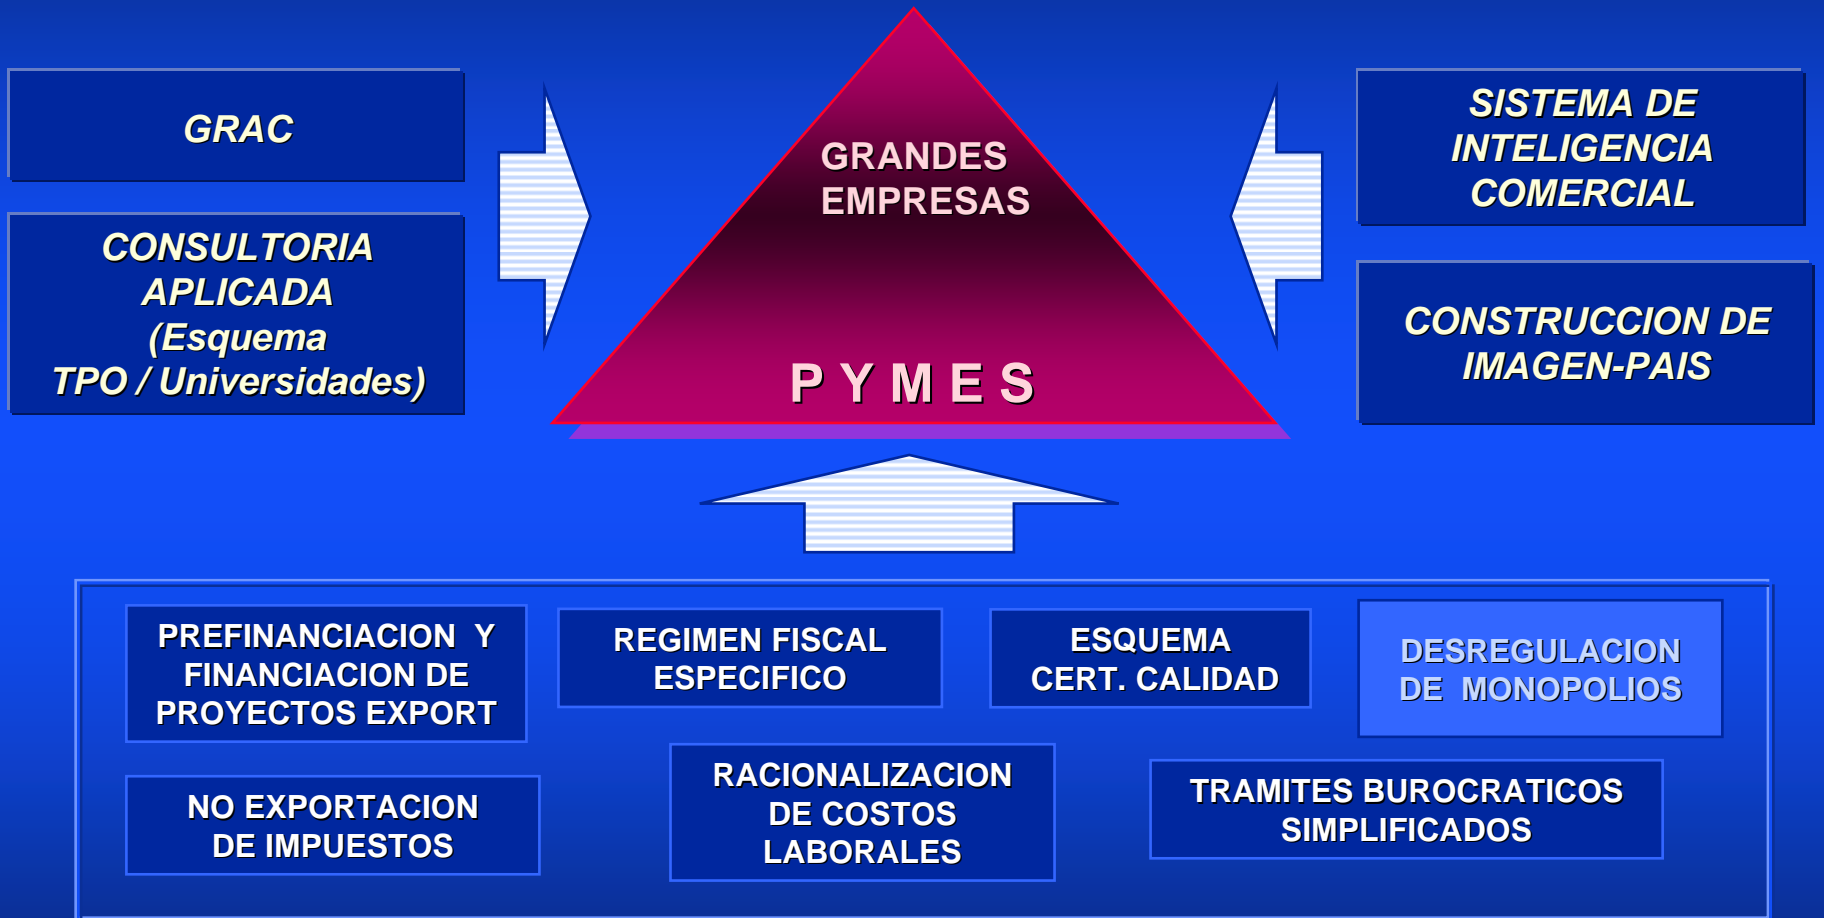 GRAC
CONSULTORIA
APLICADA
(Esquema
TPO / Universidades)
GRANDES
EMPRESAS
P Y M E S
SISTEMA DE
INTELIGENCIA
COMERCIAL
CONSTRUCCION DE
IMAGEN-PAIS
PREFINANCIACION Y
FINANCIACION DE
PROYECTOS EXPORT
REGIMEN FISCAL
ESPECIFICO
ESQUEMA
CERT. CALIDAD
DESREGULACION
DE MONOPOLIOS
NO EXPORTACION
DE IMPUESTOS
RACIONALIZACION
DE COSTOS
LABORALES
TRAMITES BUROCRATICOS
SIMPLIFICADOS